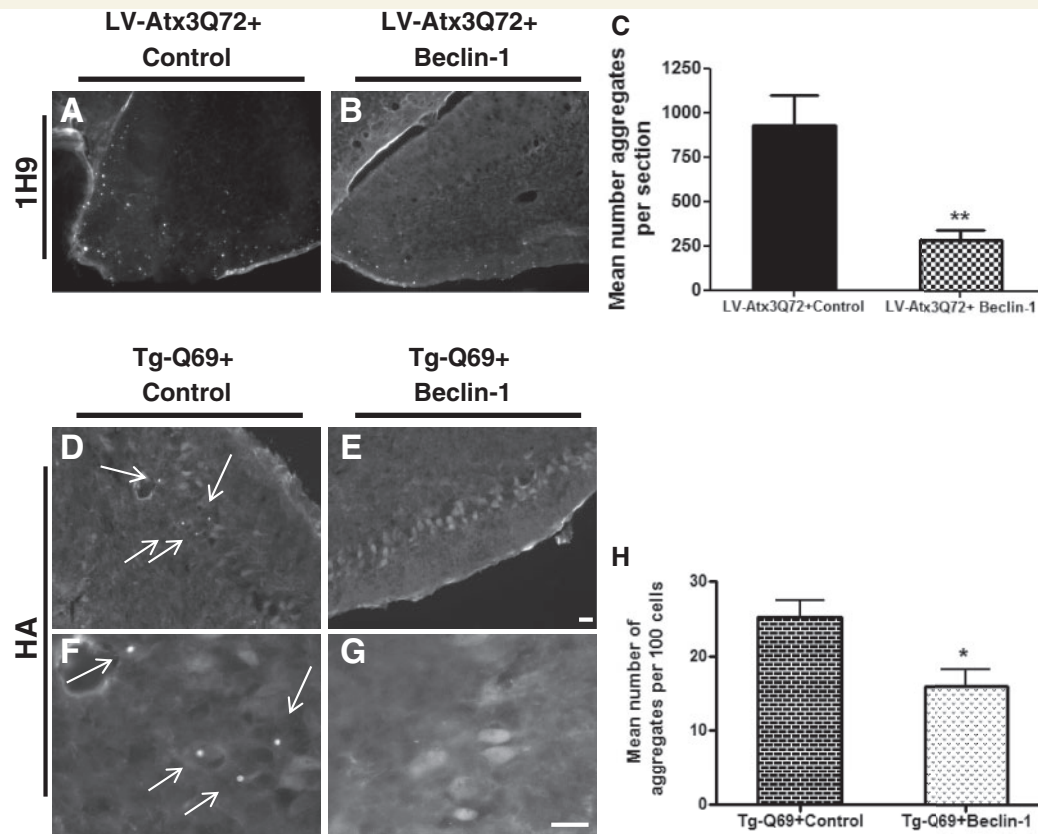 LV-Atx3Q72+
Control
LV-Atx3Q72+
Beclin-1
1H9
A
B
C
Mean number aggregates
per section
1250
1000
750
500
250
0
**
LV-Atx3Q72+Control
LV-Atx3Q72+ Beclin-1
Tg-Q69+
Control
Tg-Q69+
Beclin-1
HA
D
E
F
G
H
Mean number of
aggregates per 100 cells
30
20
10
0
*
Tg-Q69+Control
Tg-Q69+Beclin-1